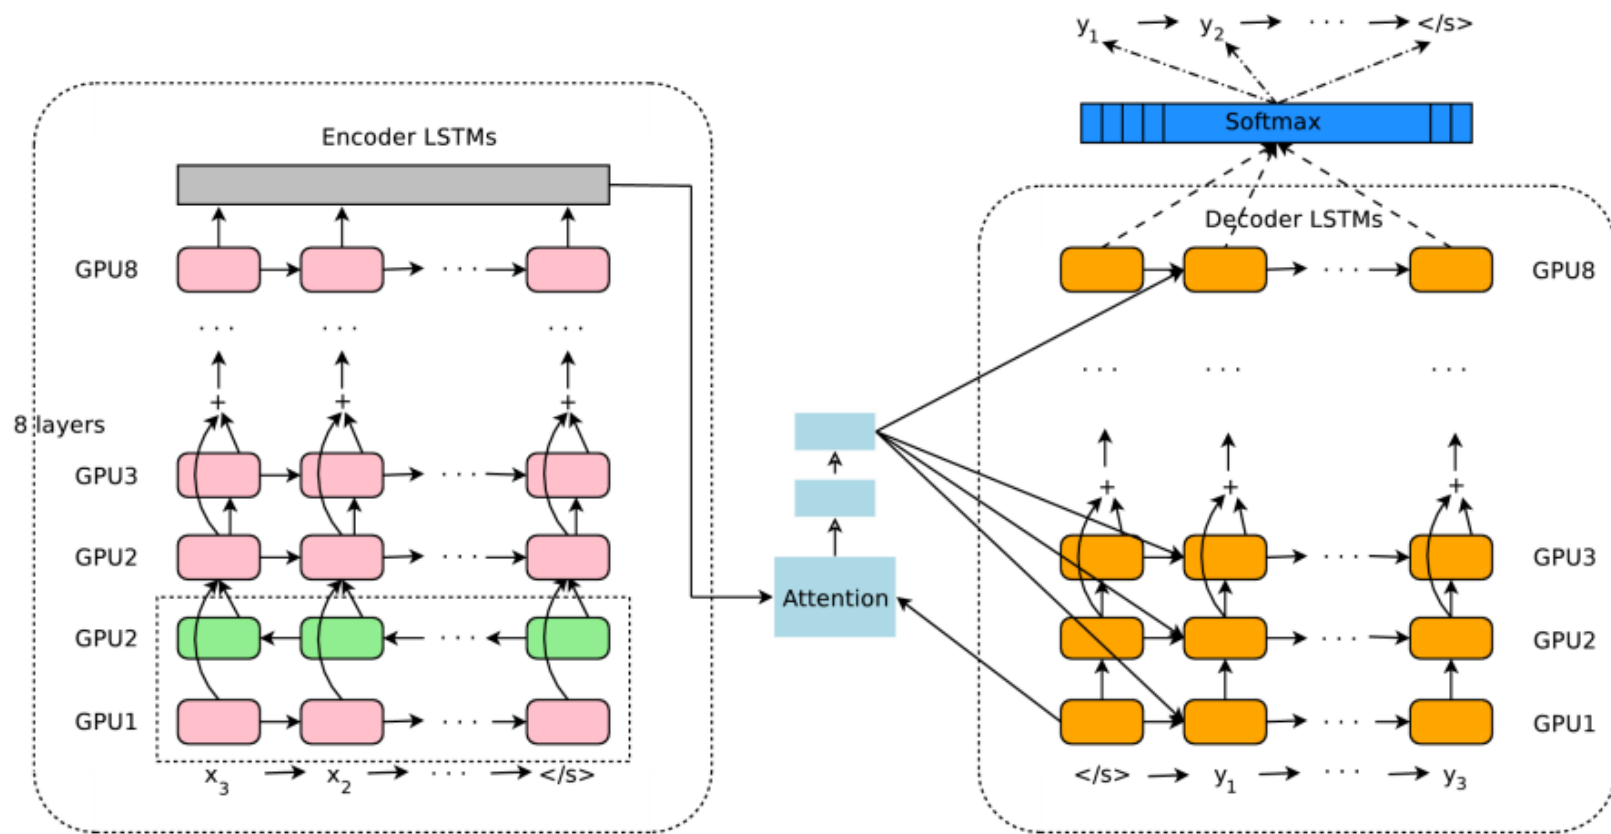 y1 y2 ... </s>
Softmax
Encoder LSTMs
Decoder LSTMs
GPU8
GPU8
... ... ...
... ... ...
+ + +
8 layers
GPU3
+ + +
GPU2
GPU3
Attention
GPU2
GPU2
GPU1
GPU1
x3 x2 ... </s>
</s> y1 ... y3